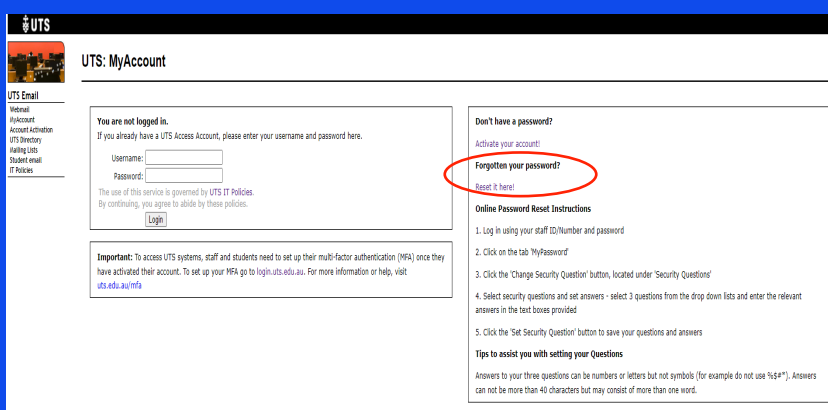 UTS
UTS: MyAccount
UTS Email
Webmail
MyAccount
Account Activation
UTS Directory
Mailing Lists
Student email
IT Policies
You are not logged in.
If you already have a UTS Access Account, please enter your username and password here.
Username:
Password:
The use of this service is governed by UTS IT Policies.
By continuing, you agree to abide by these policies.
Login
Important: To access UTS systems, staff and students need to set up their multi-factor authentication (MFA) once they
have activated their account. To set up your MFA go to login.uts.edu.au. For more information or help, visit
uts.edu.au/mfa
Don't have a password?
Activate your account!
Forgotten your password?
Reset it here!
Online Password Reset Instructions
1. Log in using your staff ID/Number and password
2. Click on the tab 'MyPassword'
3. Click the 'Change Security Question' button, located under 'Security Questions'
4. Select security questions and set answers - select 3 questions from the drop down lists and enter the relevant
answers in the text boxes provided
5. Click the 'Set Security Question' button to save your questions and answers
Tips to assist you with setting your Questions
Answers to your three questions can be numbers or letters but not symbols (for example do not use %$#*). Answers
can not be more than 40 characters but may consist of more than one word.